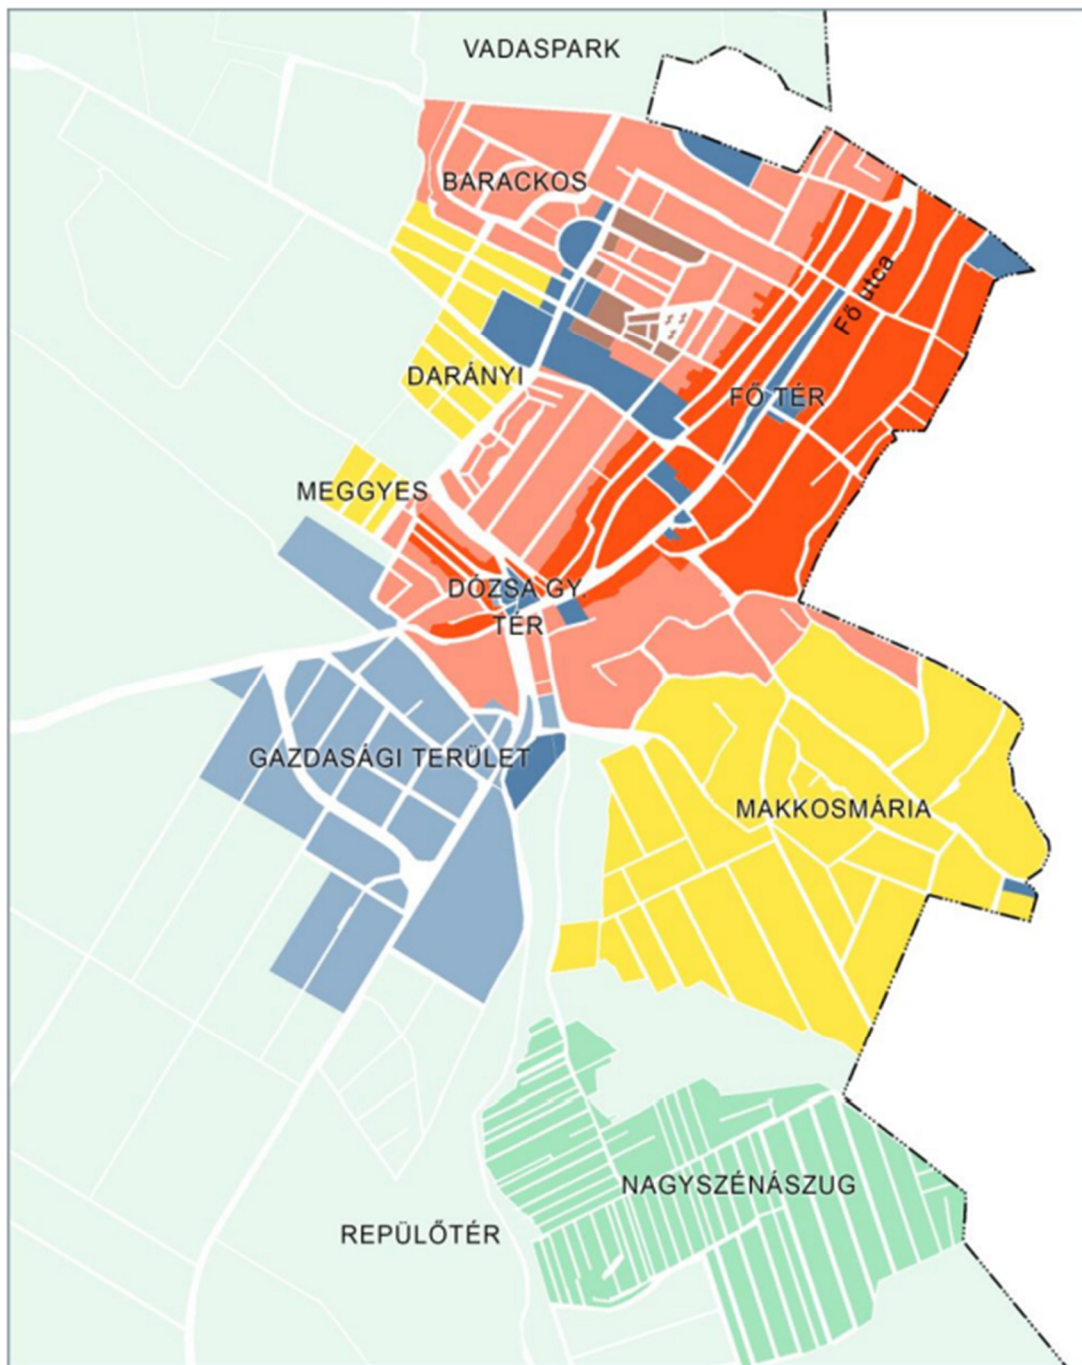 VADASPARK
BARACKOS
Fő utca
DARÁNYI
FŐ TÉR
MEGGYES
DÓZSA GY.
TÉR
GAZDASÁGI TERÜLET
MAKKOSMÁRIA
NAGYSZÉNÁSZUG
REPÜLŐTÉR